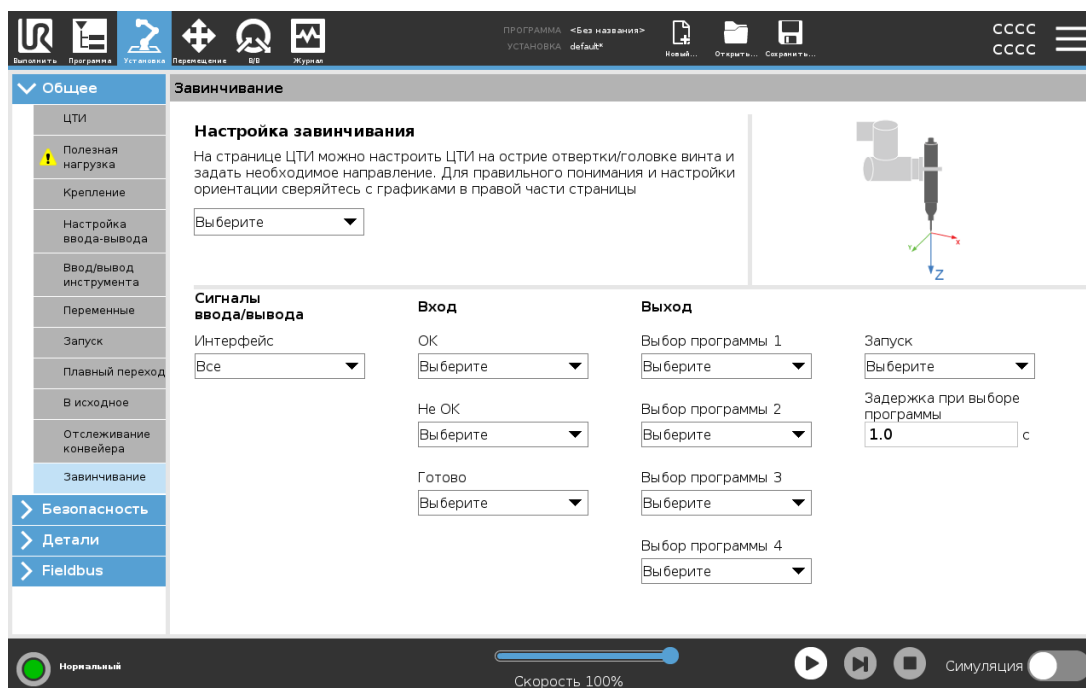 ПРОГРАММА <Без названия>
УСТАНОВКА default*
CCCC
CCCC
Выполнить Программа Установка Перемещение В/В Журнал Новый... Открыть... Сохранить...
Общее
ЦТИ
Полезная
нагрузка
Крепление
Настройка
ввода-вывода
Ввод/вывод
инструмента
Переменные
Запуск
Плавный переход
В исходное
Отслеживание
конвейера
Завинчивание
Безопасность
Детали
Fieldbus
Завинчивание
Настройка завинчивания
На странице ЦТИ можно настроить ЦТИ на острие отвертки/головке винта и
задать необходимое направление. Для правильного понимания и настройки
ориентации сверяйтесь с графиками в правой части страницы
Выберите
Y
X
Z
Сигналы
ввода/вывода
Интерфейс
Все
Вход
OK
Выберите
Не OK
Выберите
Готово
Выберите
Выход
Выбор программы 1
Выберите
Выбор программы 2
Выберите
Выбор программы 3
Выберите
Выбор программы 4
Выберите
Запуск
Выберите
Задержка при выборе
программы
1.0 с
Нормальный
Скорость 100%
Симуляция